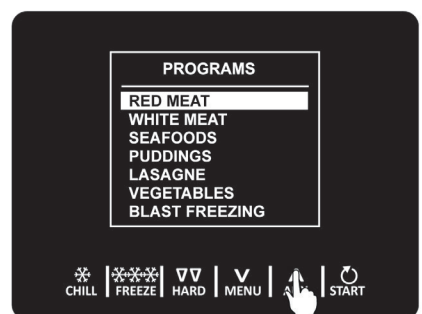 PROGRAMS
RED MEAT
WHITE MEAT
SEAFOODS
PUDDINGS
LASAGNE
VEGETABLES
BLAST FREEZING
CHILL FREEZE HARD MENU START